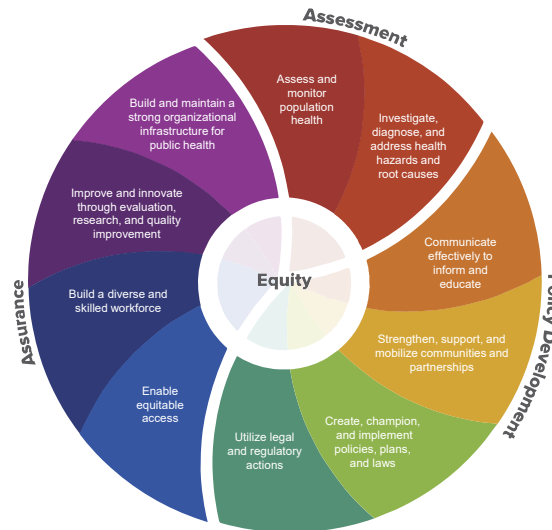 Assessment
Assess and
monitor
population
health
Investigate,
diagnose, and
address health
hazards and
root causes
Policy Development
Communicate
effectively to
inform and
educate
Strengthen, support, and
mobilize communities and
partnerships
Create, champion,
and implement
policies, plans,
and laws
Utilize legal
and regulatory
actions
Assurance
Enable
equitable
access
Build a diverse and
skilled workforce
Improve and innovate
through evaluation,
research, and quality
improvement
Build and maintain a
strong organizational
infrastructure for
public health
Equity